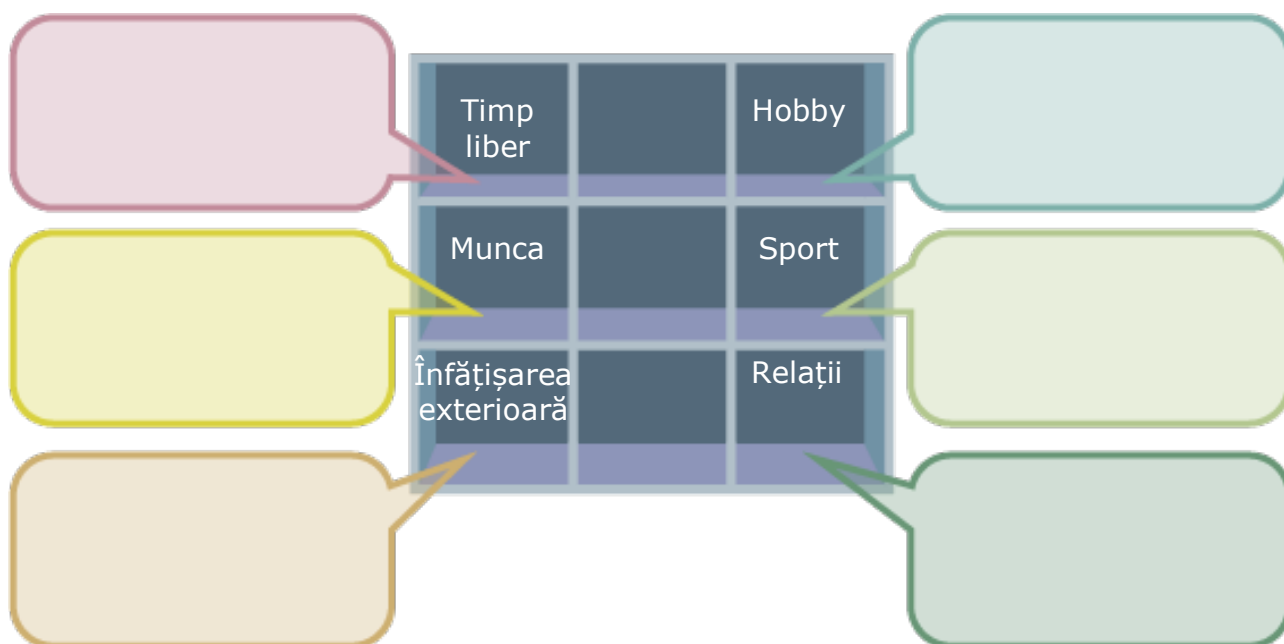 Timp
liber
Hobby
Munca
Sport
Înfățișarea
exterioară
Relații